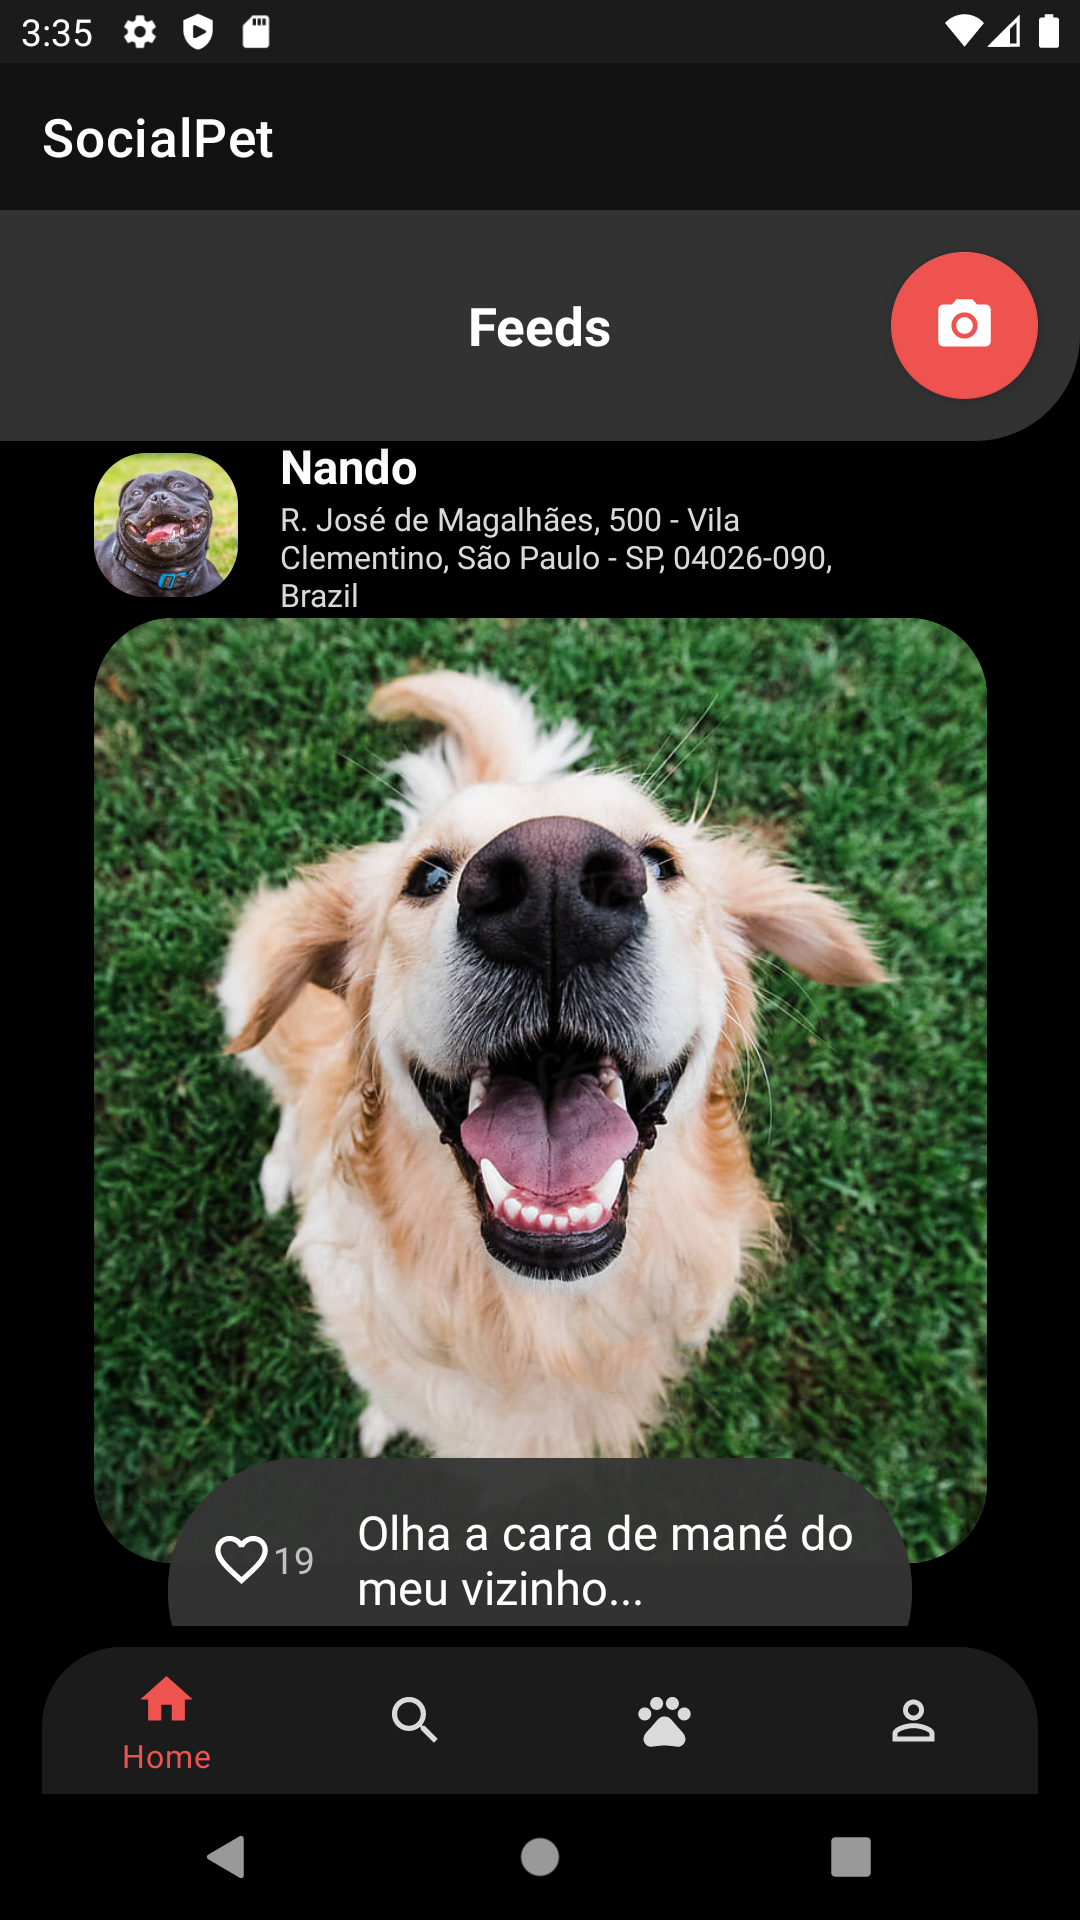 3:35
SocialPet
Feeds
Nando
R. José de Magalhães, 500 - Vila
Clementino, São Paulo - SP, 04026-090,
Brazil
19
Olha a cara de mané do
meu vizinho...
Home